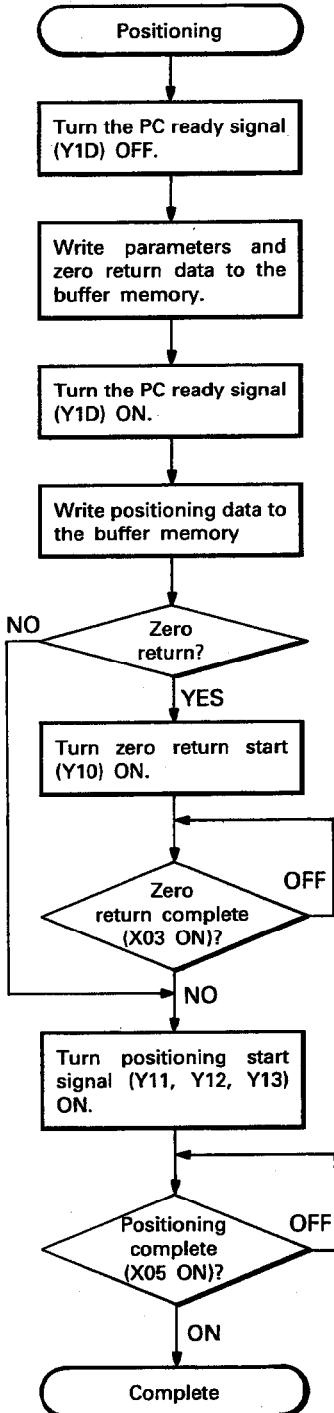 Positioning
Turn the PC ready signal
(Y1D) OFF.
Write parameters and
zero return data to the
buffer memory.
Turn the PC ready signal
(Y1D) ON.
Write positioning data to
the buffer memory
NO
Zero
return?
YES
Turn zero return start
(Y10) ON.
OFF
Zero
return complete
(X03 ON)?
NO
Turn positioning start
signal (Y11, Y12, Y13)
ON.
OFF
Positioning
complete
(X05 ON)?
ON
Complete